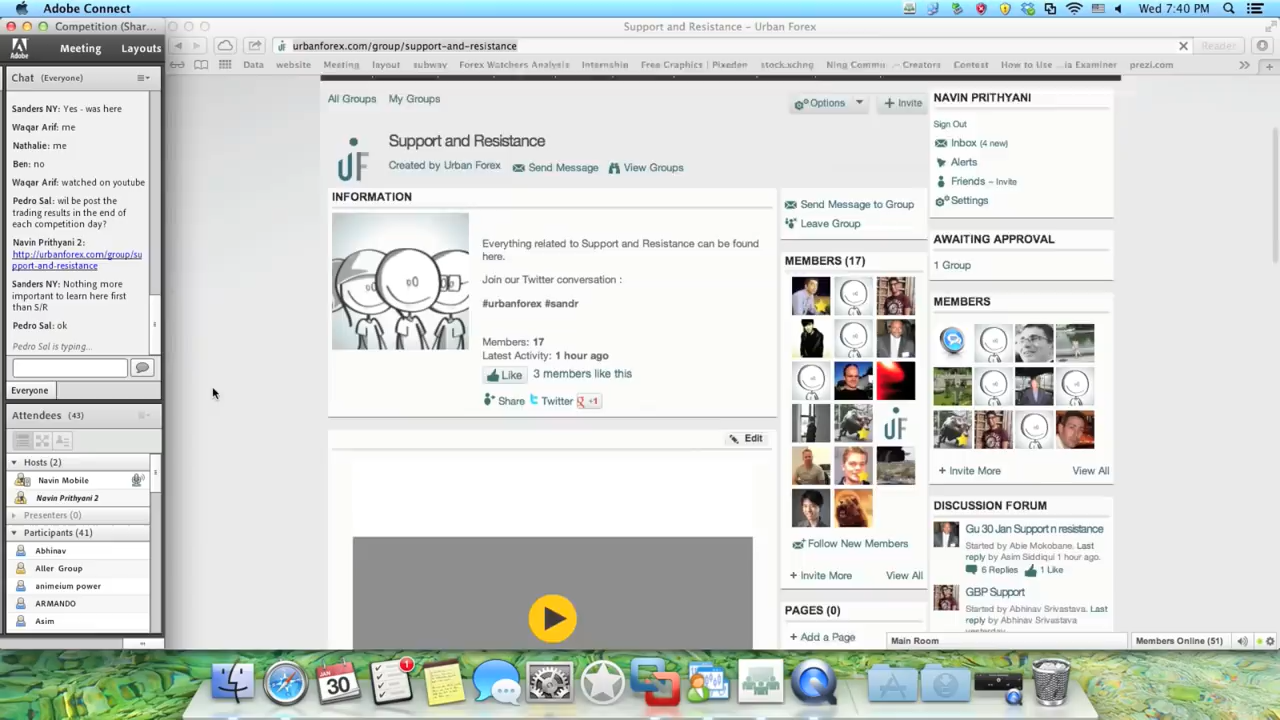 Adobe Connect
Wed 7:40 PM
Competition (Shar...
Support and Resistance – Urban Forex
Adobe
Meeting
Layouts
urbanforex.com/group/support-and-resistance
Reader
Data
website
Meeting
layout
subway
Forex Watchers Analysis
Internship
Free Graphics | Pixeden
stock.xchng
Ning Commu
Creators
Contest
How to Use ...ia Examiner
prezi.com
Chat (Everyone)
Sanders NY: Yes - was here
Waqar Arif: me
Nathalie: me
Ben: no
Waqar Arif: watched on youtube
Pedro Sal: wil be post the
trading results in the end of
each competition day?
Navin Prithyani 2:
http://urbanforex.com/group/su
pport-and-resistance
Sanders NY: Nothing more
important to learn here first
than S/R
Pedro Sal: ok
Pedro Sal is typing...
Everyone
Attendees (43)
Hosts (2)
Navin Mobile
Navin Prithyani 2
Presenters (0)
Participants (41)
Abhinav
Aller Group
animeium power
ARMANDO
Asim
All Groups
My Groups
Options
+ Invite
Support and Resistance
Created by Urban Forex
Send Message
View Groups
UF
INFORMATION
Everything related to Support and Resistance can be found
here.
Join our Twitter conversation :
#urbanforex #sandr
Members: 17
Latest Activity: 1 hour ago
Like
3 members like this
Share
Twitter
+1
Edit
Send Message to Group
Leave Group
MEMBERS (17)
UF
Follow New Members
+ Invite More
View All
PAGES (0)
+ Add a Page
NAVIN PRITHYANI
Sign Out
Inbox (4 new)
Alerts
Friends – Invite
Settings
AWAITING APPROVAL
1 Group
MEMBERS
+ Invite More
View All
DISCUSSION FORUM
Gu 30 Jan Support n resistance
Started by Abie Mokobane. Last
reply by Asim Siddiqui 1 hour ago.
6 Replies
1 Like
GBP Support
Started by Abhinav Srivastava. Last
reply by Abhinav Srivastava
yesterday.
Main Room
Members Online (51)
JAN
30
1